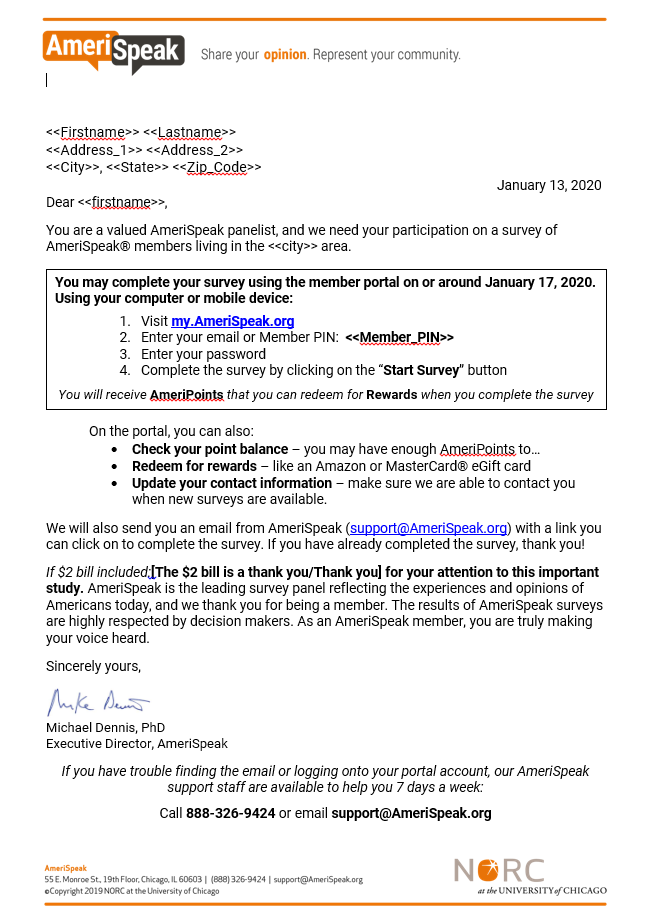 AmeriSpeak Share your opinion. Represent your community.
<<Firstname>> <<Lastname>>
<<Address_1>> <<Address_2>>
<<City>>, <<State>> <<Zip_Code>>
January 13, 2020
Dear <<firstname>>,
You are a valued AmeriSpeak panelist, and we need your participation on a survey of
AmeriSpeak® members living in the <<city>> area.
You may complete your survey using the member portal on or around January 17, 2020.
Using your computer or mobile device:
1. Visit my.AmeriSpeak.org
2. Enter your email or Member PIN: <<Member_PIN>>
3. Enter your password
4. Complete the survey by clicking on the “Start Survey” button
You will receive AmeriPoints that you can redeem for Rewards when you complete the survey
On the portal, you can also:
• Check your point balance – you may have enough AmeriPoints to…
• Redeem for rewards – like an Amazon or MasterCard® eGift card
• Update your contact information – make sure we are able to contact you
when new surveys are available.
We will also send you an email from AmeriSpeak (support@AmeriSpeak.org) with a link you
can click on to complete the survey. If you have already completed the survey, thank you!
If $2 bill included;[The $2 bill is a thank you/Thank you] for your attention to this important
study. AmeriSpeak is the leading survey panel reflecting the experiences and opinions of
Americans today, and we thank you for being a member. The results of AmeriSpeak surveys
are highly respected by decision makers. As an AmeriSpeak member, you are truly making
your voice heard.
Sincerely yours,
Mike Dennis
Michael Dennis, PhD
Executive Director, AmeriSpeak
If you have trouble finding the email or logging onto your portal account, our AmeriSpeak
support staff are available to help you 7 days a week:
Call 888-326-9424 or email support@AmeriSpeak.org
AmeriSpeak
55 E. Monroe St., 19th Floor, Chicago, IL 60603 | (888) 326-9424 | support@AmeriSpeak.org
©Copyright 2019 NORC at the University of Chicago
NORC
at the UNIVERSITY of CHICAGO